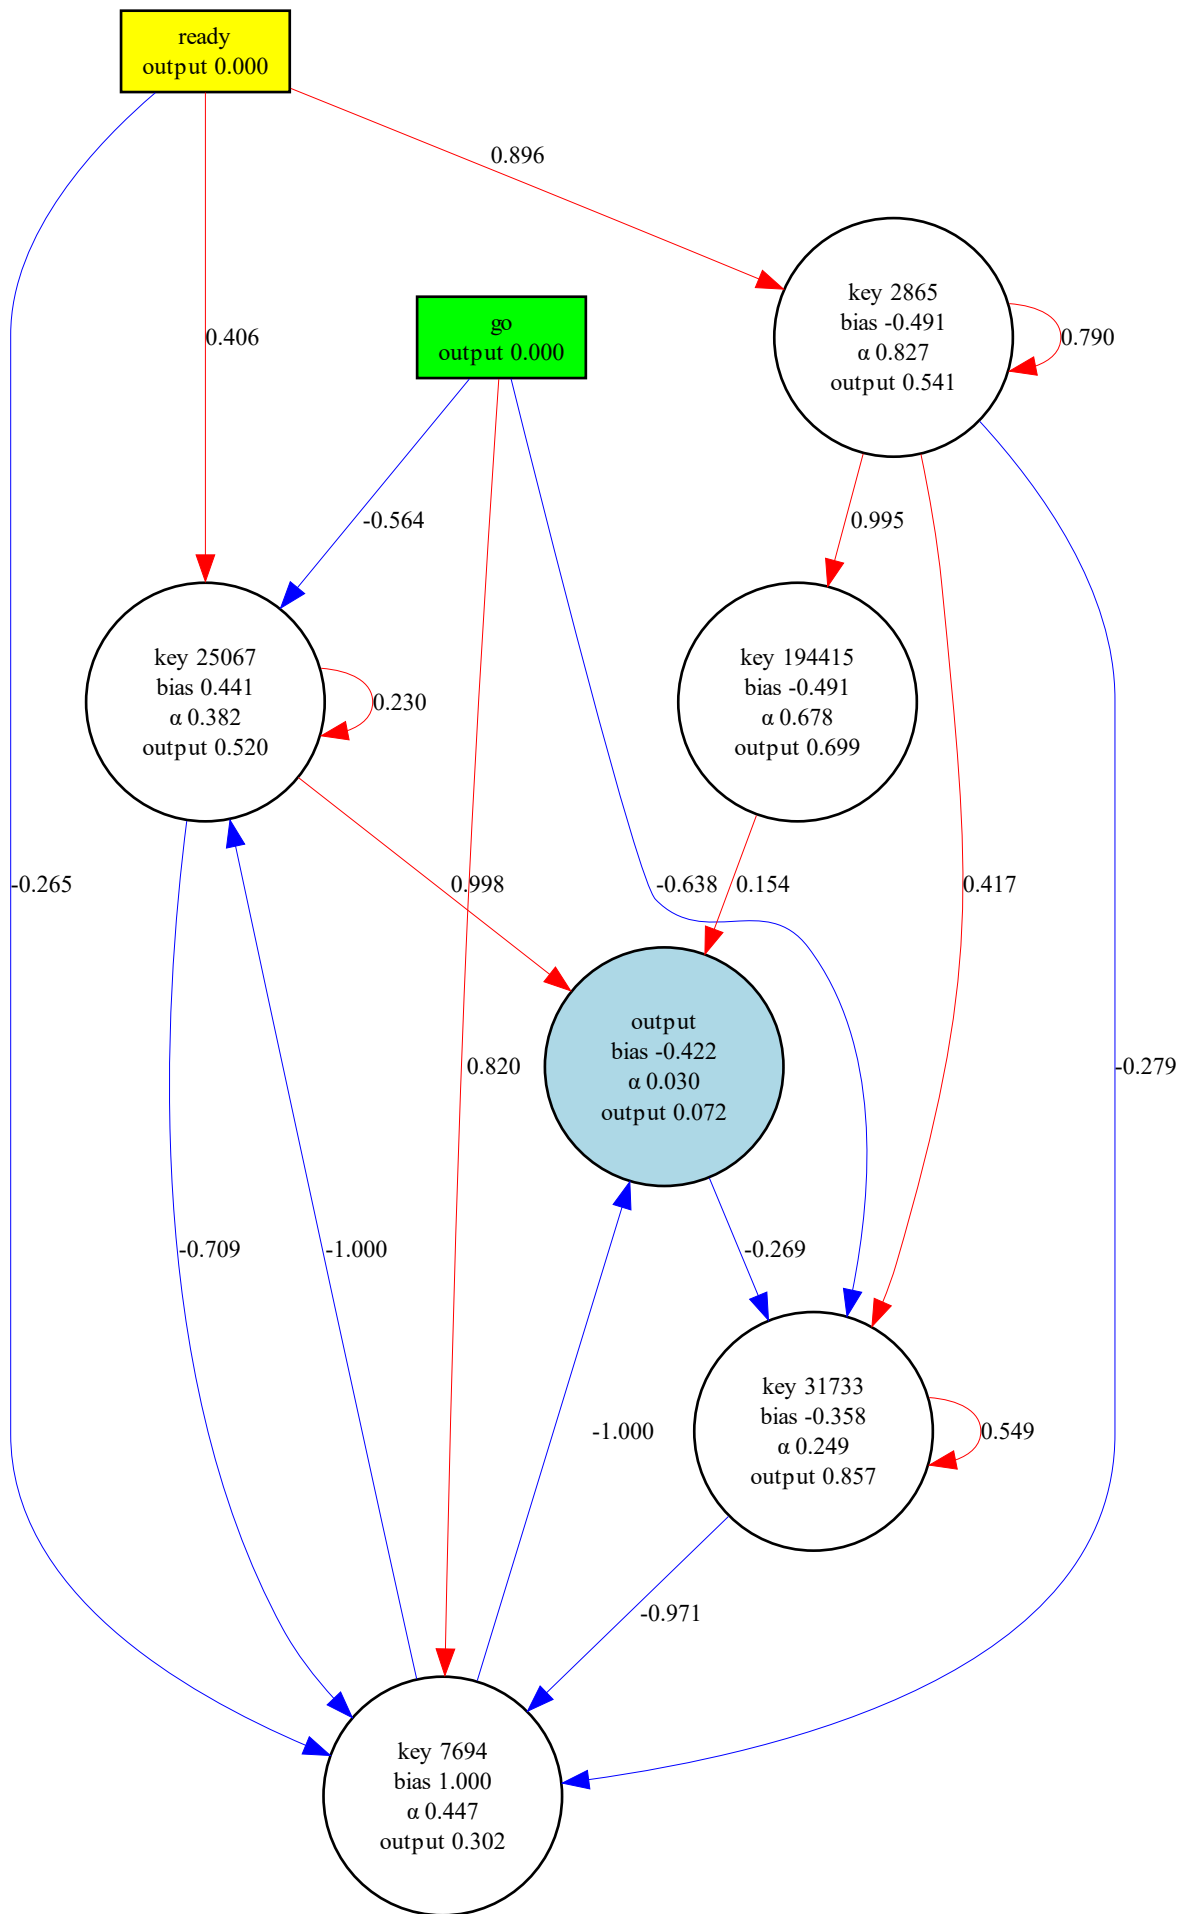 ready
output 0.000
0.896
key 2865
bias -0.491
α 0.827
output 0.541
0.790
go
output 0.000
0.406
-0.564
0.995
key 25067
bias 0.441
α 0.382
output 0.520
0.230
key 194415
bias -0.491
α 0.678
output 0.699
-0.265
0.998
-0.638
0.154
0.417
output
bias -0.422
α 0.030
output 0.072
0.820
-0.279
-0.709
-1.000
-0.269
key 31733
bias -0.358
α 0.249
output 0.857
-1.000
0.549
-0.971
key 7694
bias 1.000
α 0.447
output 0.302